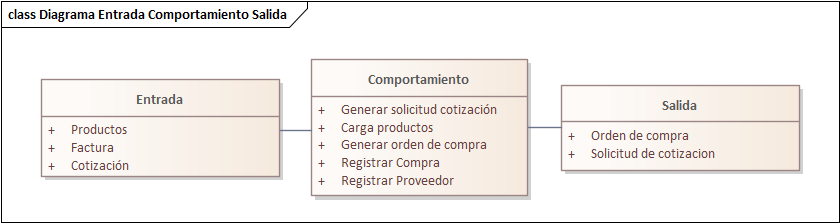 class Diagrama Entrada Comportamiento Salida
Entrada
+ Productos
+ Factura
+ Cotización
Comportamiento
+ Generar solicitud cotización
+ Carga productos
+ Generar orden de compra
+ Registrar Compra
+ Registrar Proveedor
Salida
+ Orden de compra
+ Solicitud de cotizacion